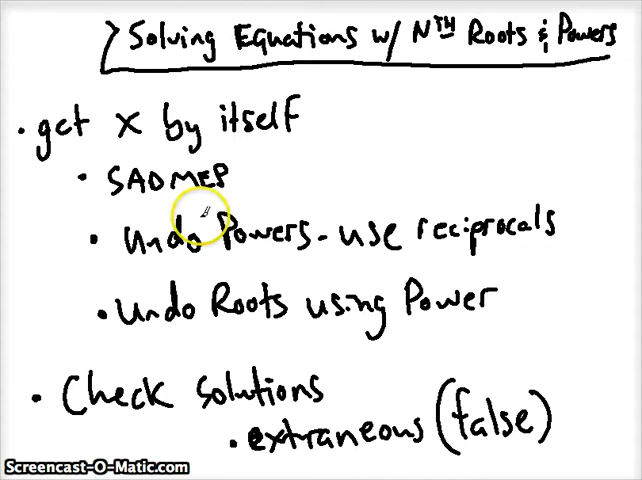 Solving Equations w/ Nᵀᴴ Roots & Powers
• get x by itself
• SADMEP
• Undo Powers - use reciprocals
• Undo Roots using Power
• Check solutions
• extraneous (false)
Screencast-O-Matic.com